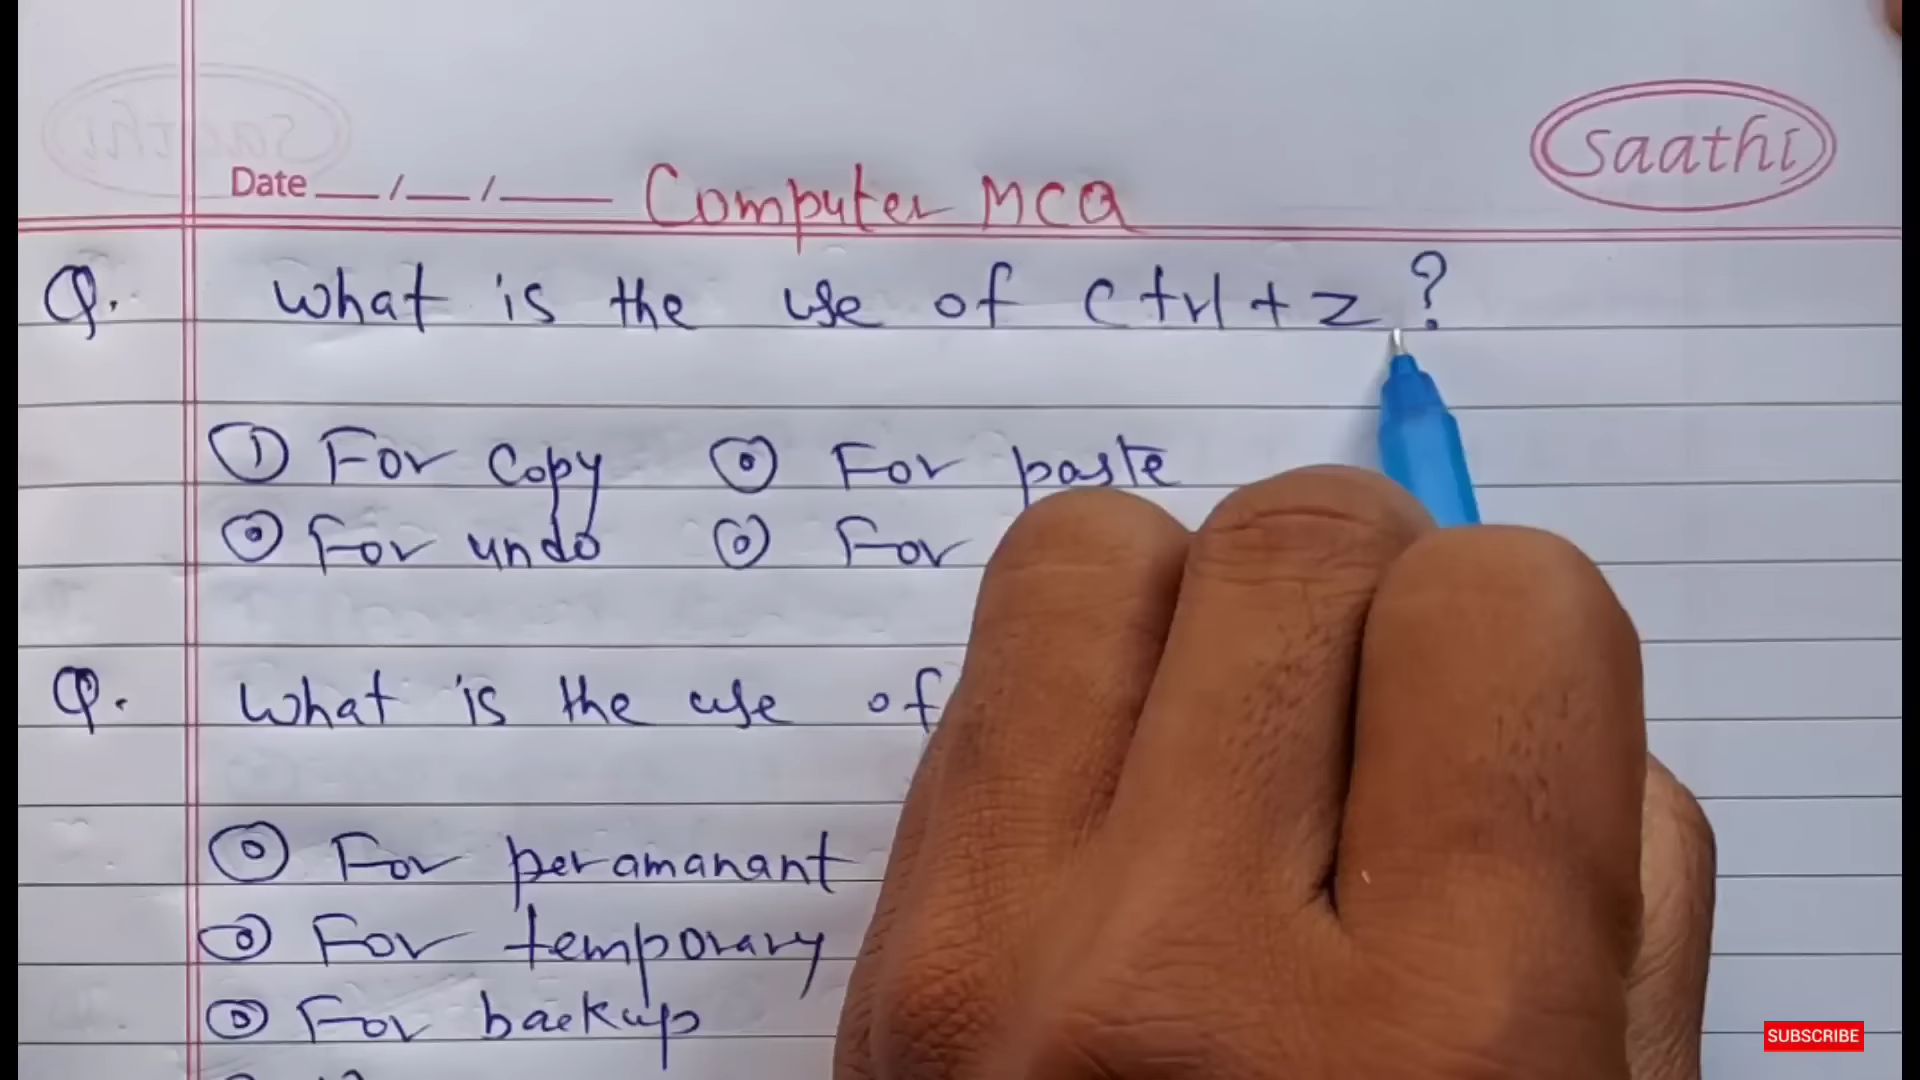 saathi
Date __/__/____ Computer MCQ
Q. What is the use of Ctrl+z?
① For Copy ⊙ For paste
⊙ For undo ⊙ For
Q. What is the use of
⊙ For peramanant
⊙ For temporary
⊙ For backup
SUBSCRIBE